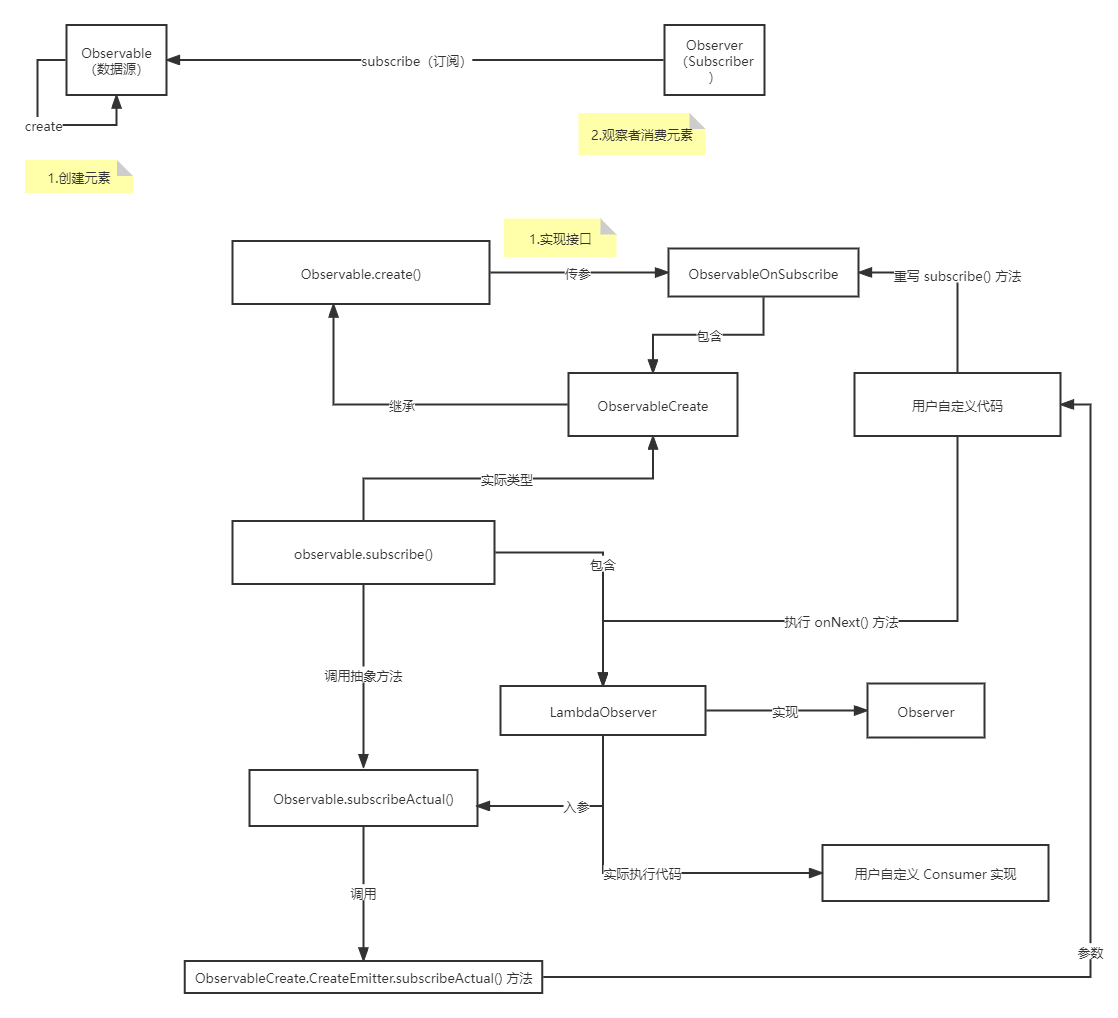 Observable
（数据源）
subscribe（订阅）
Observer
（Subscriber
）
create
2.观察者消费元素
1.创建元素
1.实现接口
Observable.create()
传参
ObservableOnSubscribe
重写 subscribe() 方法
包含
继承
ObservableCreate
用户自定义代码
实际类型
observable.subscribe()
包含
执行 onNext() 方法
调用抽象方法
LambdaObserver
实现
Observer
Observable.subscribeActual()
入参
实际执行代码
用户自定义 Consumer 实现
调用
参数
ObservableCreate.CreateEmitter.subscribeActual() 方法